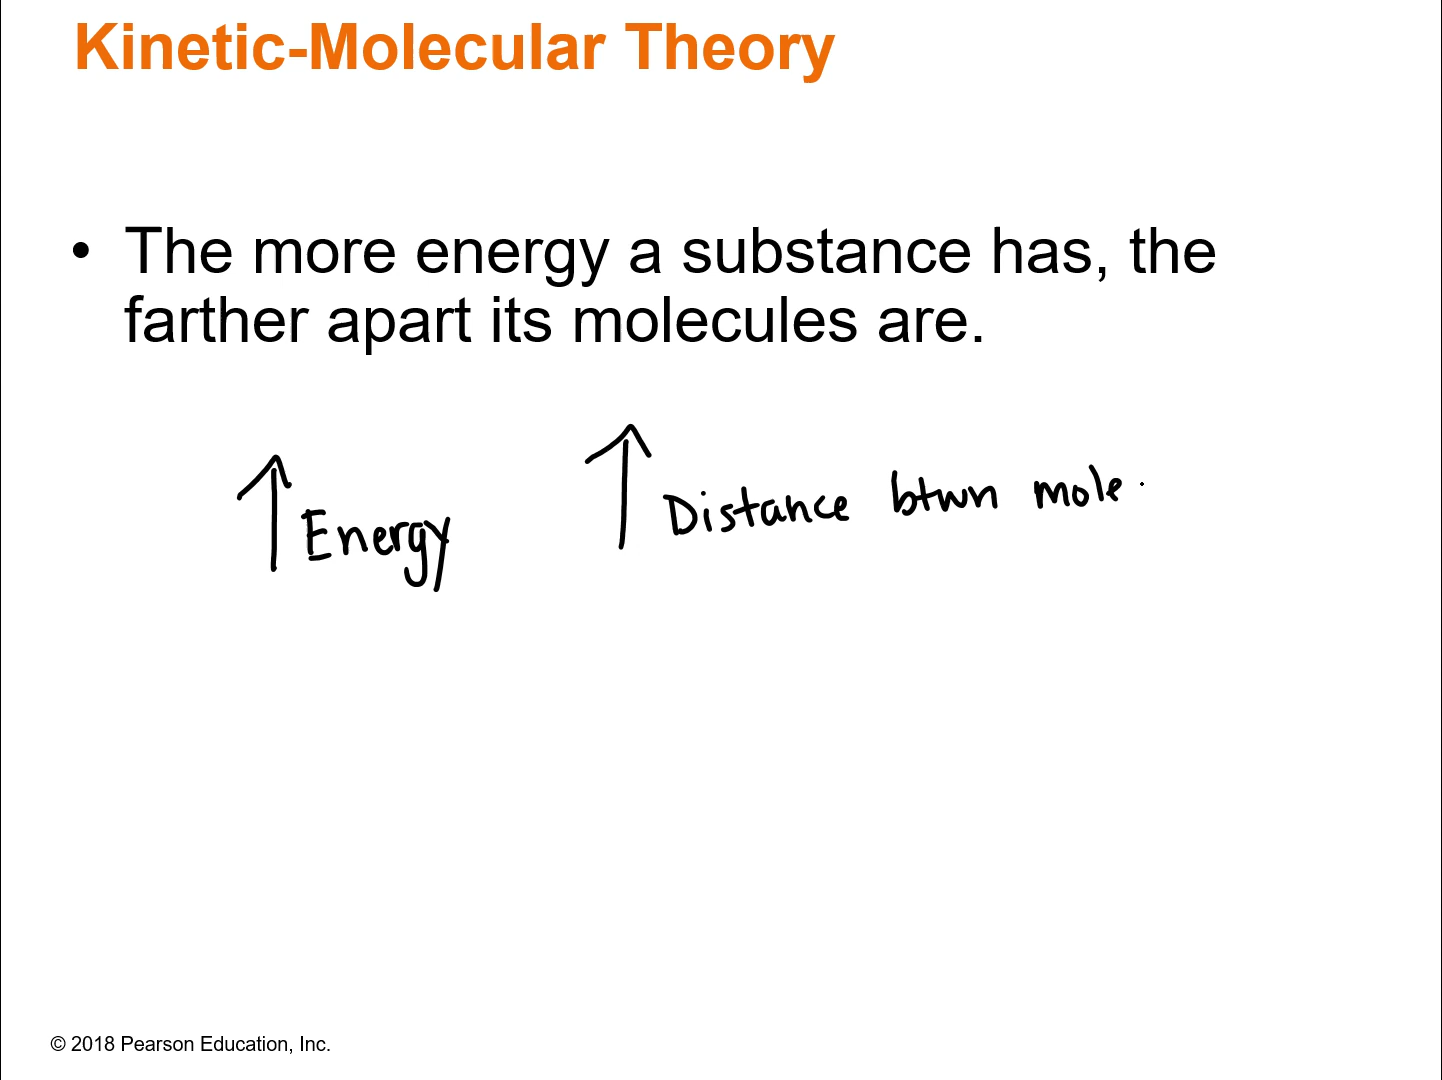 Kinetic-Molecular Theory
• The more energy a substance has, the
farther apart its molecules are.
↑ Energy ↑ Distance btwn mole.
© 2018 Pearson Education, Inc.